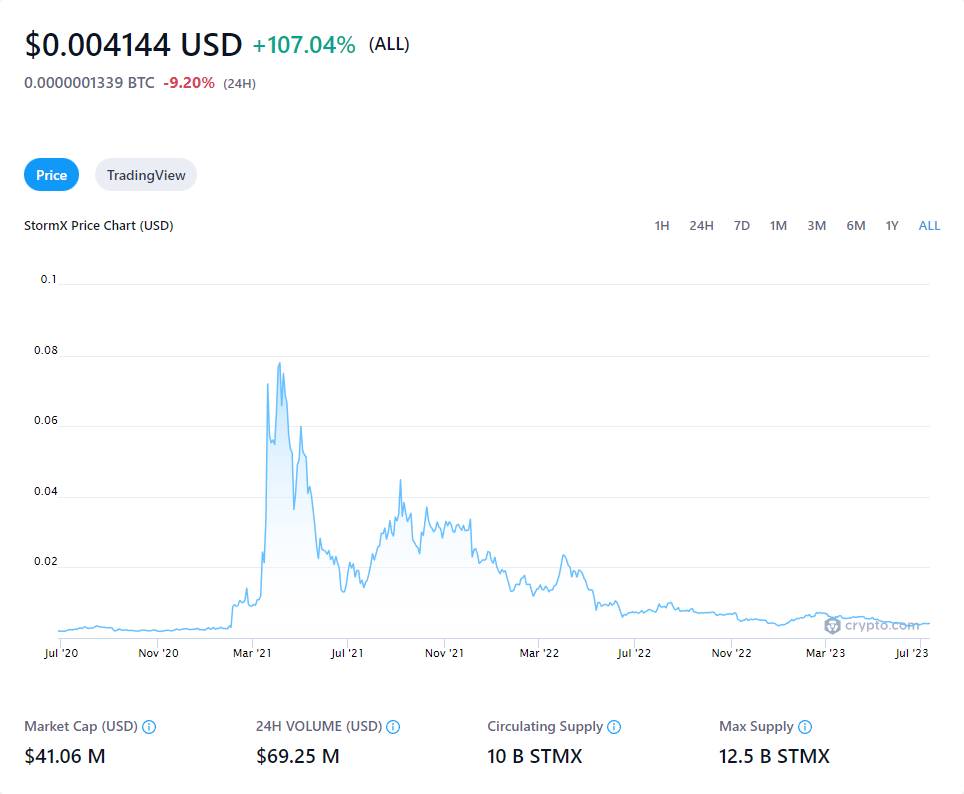 $0.004144 USD +107.04% (ALL)
0.0000001339 BTC -9.20% (24H)
Price TradingView
StormX Price Chart (USD) 1H 24H 7D 1M 3M 6M 1Y ALL
0.1
0.08
0.06
0.04
0.02
crypto.com
Jul '20 Nov '20 Mar '21 Jul '21 Nov '21 Mar '22 Jul '22 Nov '22 Mar '23 Jul '23
Market Cap (USD) 24H VOLUME (USD) Circulating Supply Max Supply
$41.06 M $69.25 M 10 B STMX 12.5 B STMX